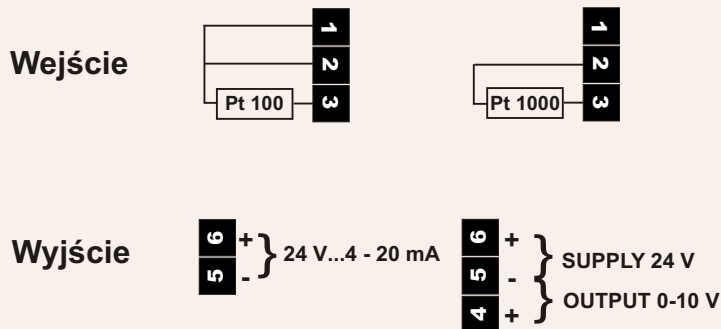 Wejście
1
2
3
Pt 100
1
2
3
Pt 1000
Wyjście
6 +
5 -
} 24 V...4 - 20 mA
6 +
5 -
4 +
} SUPPLY 24 V
} OUTPUT 0-10 V